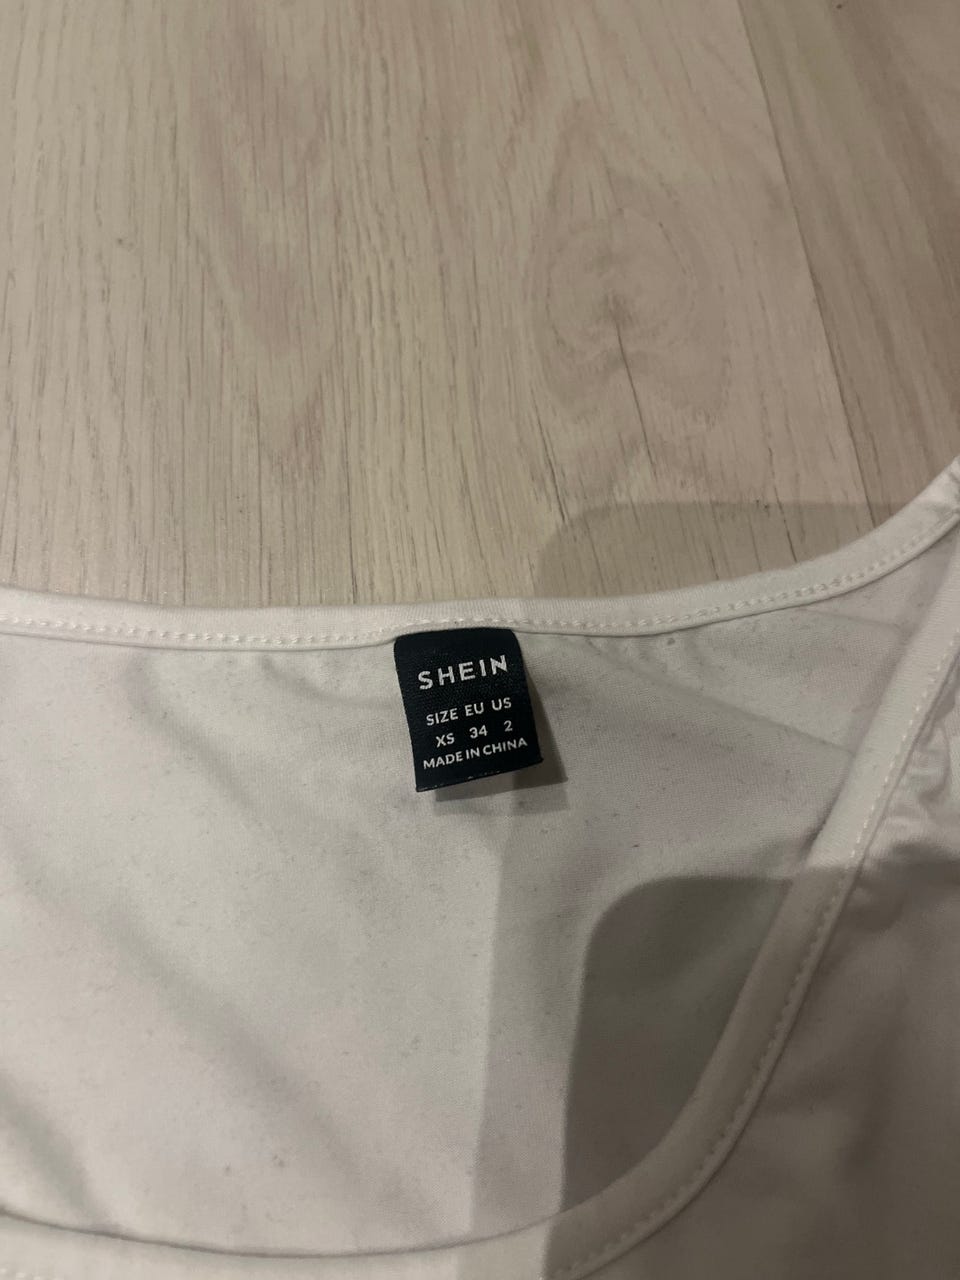 SHEIN
SIZE EU US
XS 34 2
MADE IN CHINA